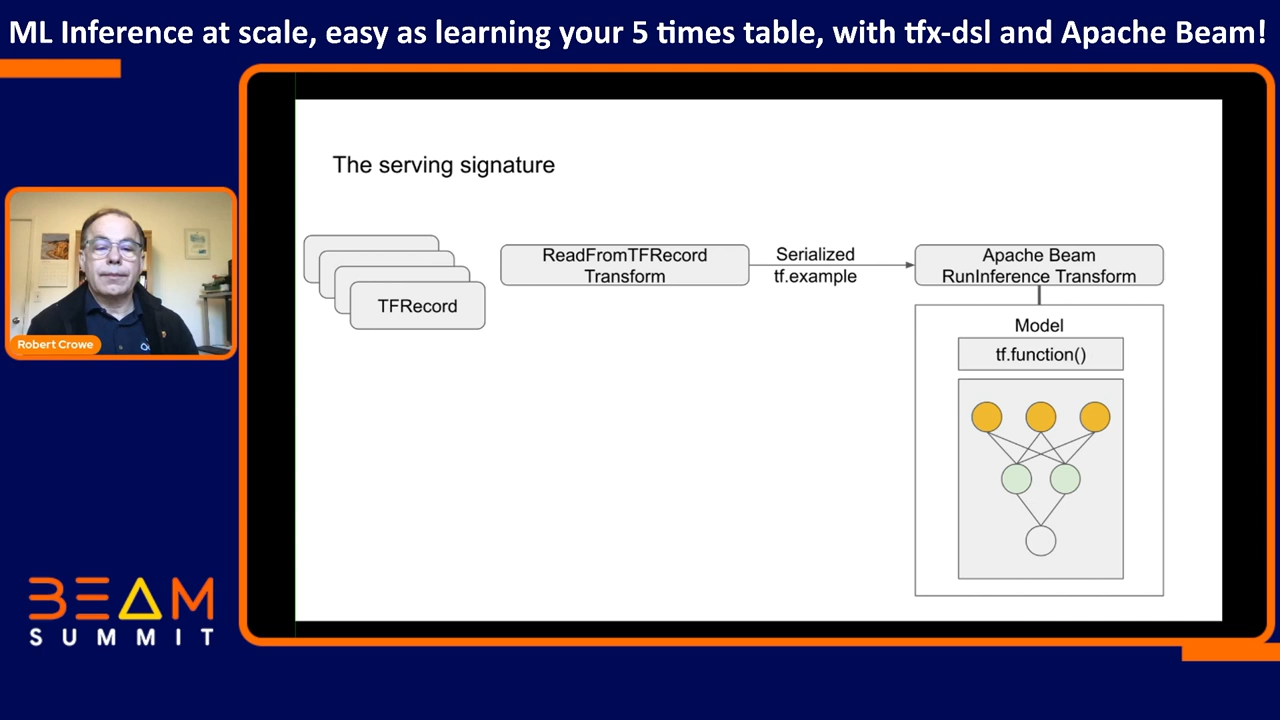 ML Inference at scale, easy as learning your 5 times table, with tfx-dsl and Apache Beam!
The serving signature
ReadFromTFRecord
Transform
Serialized
tf.example
Apache Beam
RunInference Transform
TFRecord
Model
tf.function()
Robert Crowe
BEAM
SUMMIT